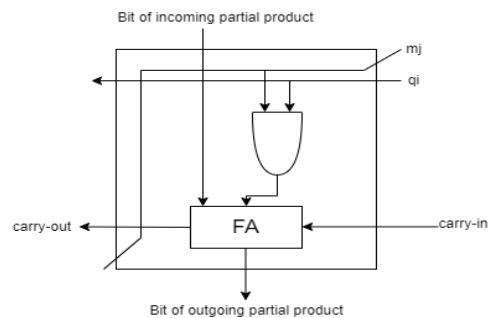 Bit of incoming partial product
mj
qi
FA
carry-out
carry-in
Bit of outgoing partial product